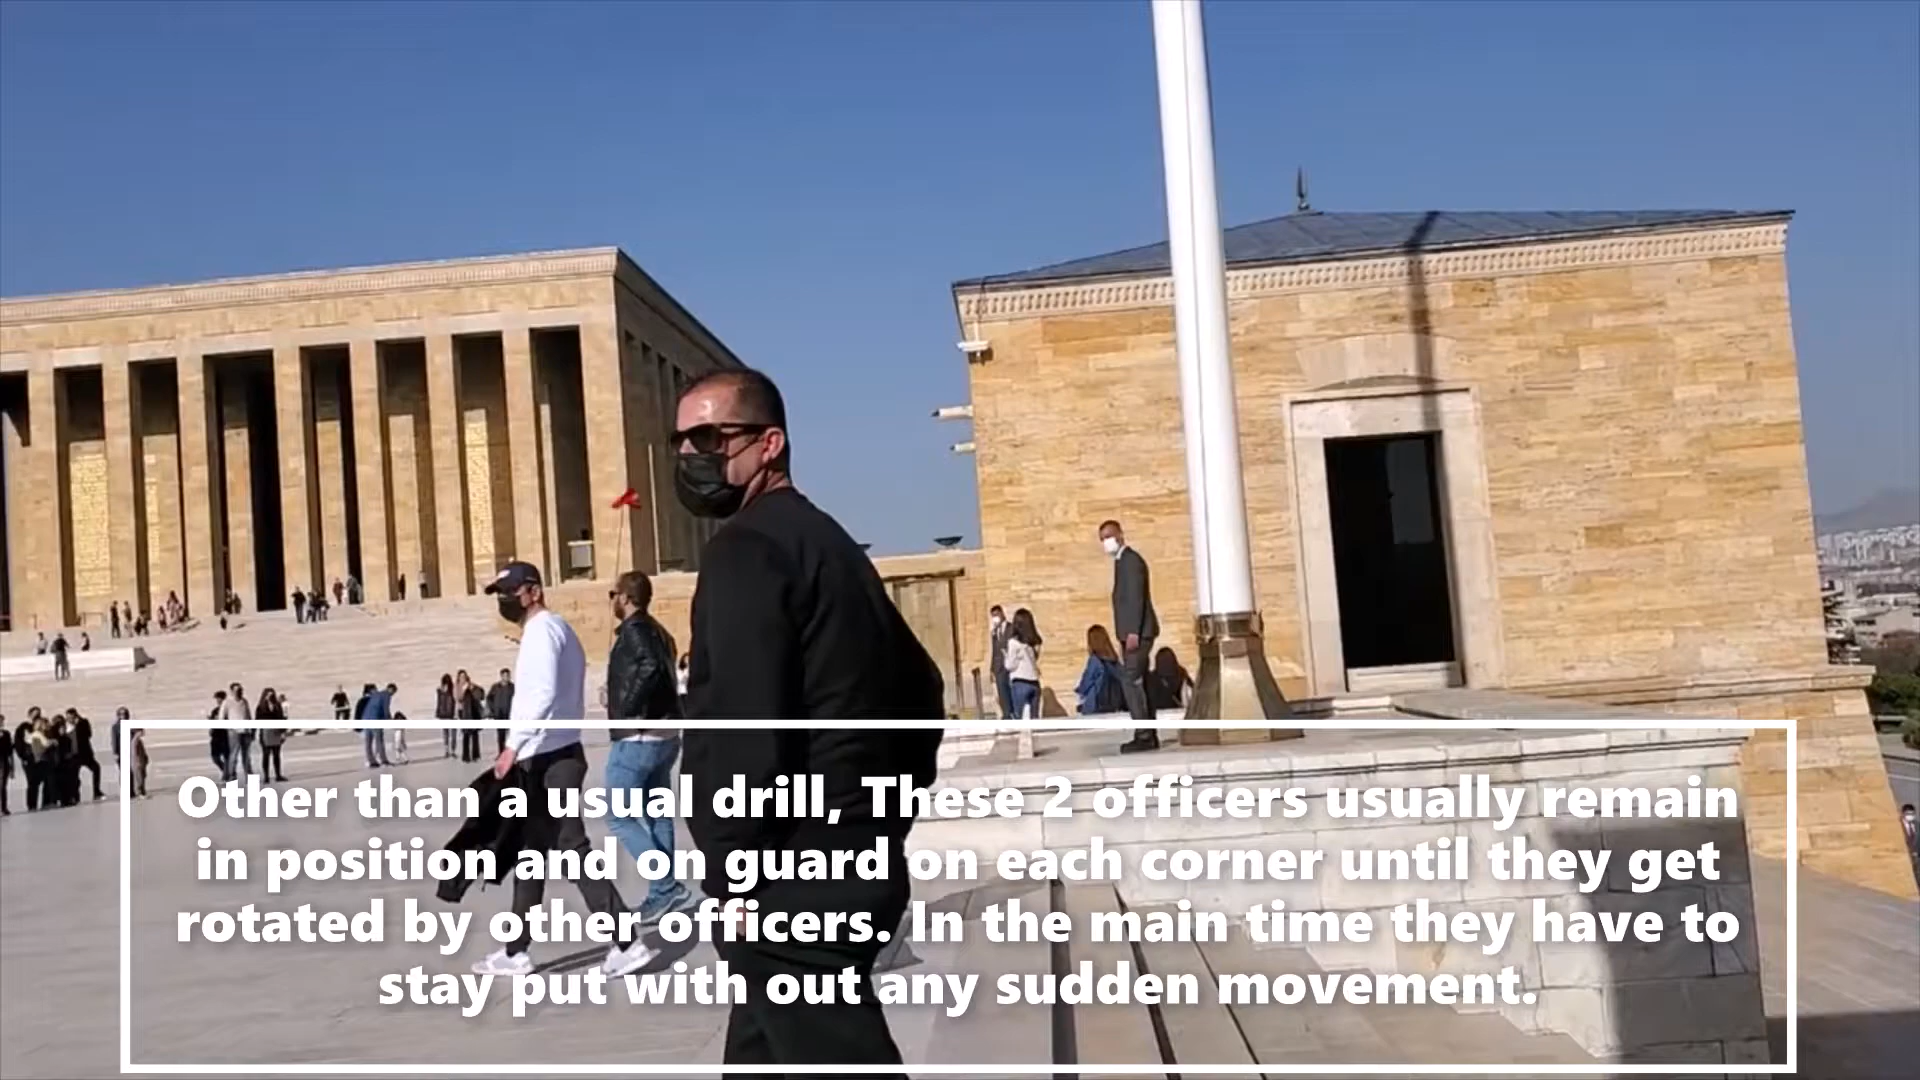 Other than a usual drill, These 2 officers usually remain
in position and on guard on each corner until they get
rotated by other officers. In the main time they have to
stay put with out any sudden movement.